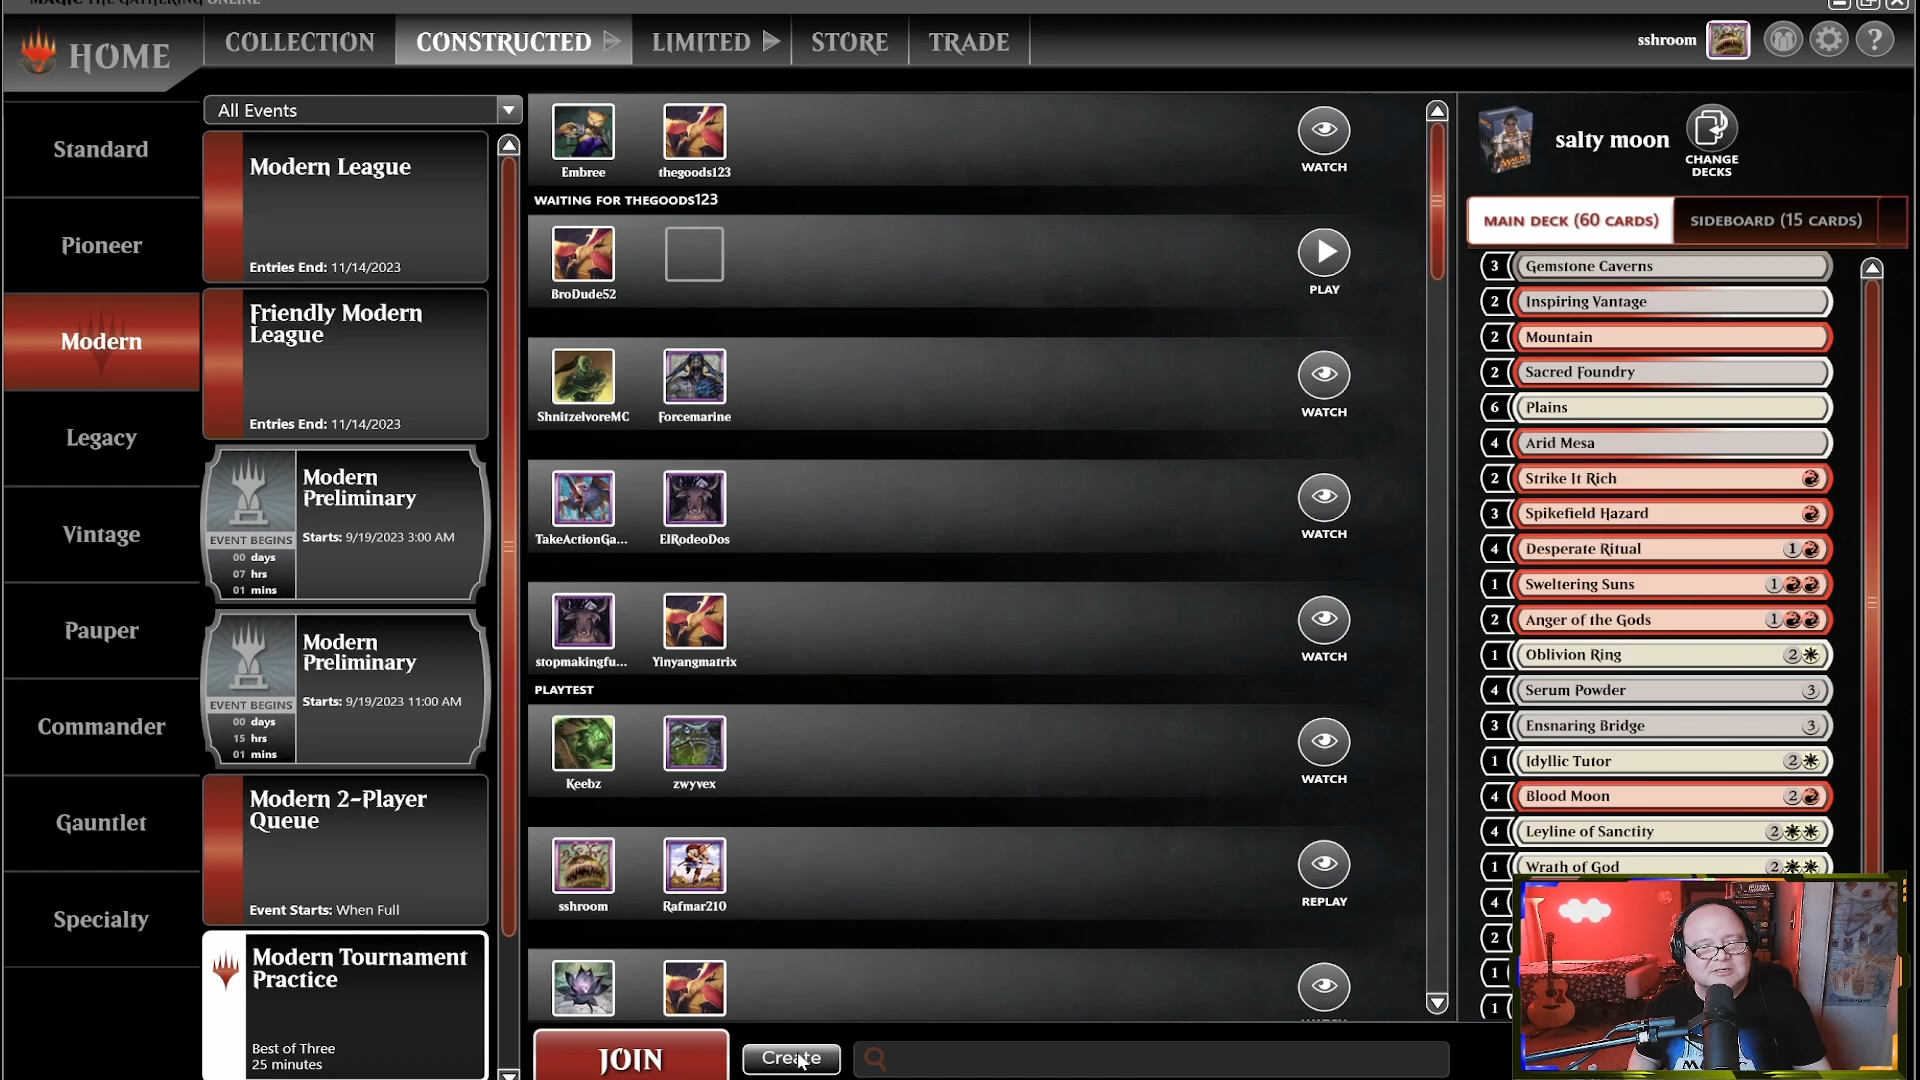 MAGIC THE GATHERING ONLINE
HOME
COLLECTION
CONSTRUCTED
LIMITED
STORE
TRADE
sshroom
?
Standard
Pioneer
Modern
Legacy
Vintage
Pauper
Commander
Gauntlet
Specialty
All Events
Modern League
Entries End: 11/14/2023
Friendly Modern
League
Entries End: 11/14/2023
Modern
Preliminary
Starts: 9/19/2023 3:00 AM
EVENT BEGINS
00 days
07 hrs
01 mins
Modern
Preliminary
Starts: 9/19/2023 11:00 AM
EVENT BEGINS
00 days
15 hrs
01 mins
Modern 2-Player
Queue
Event Starts: When Full
Modern Tournament
Practice
Best of Three
25 minutes
Embree
thegoods123
WATCH
WAITING FOR THEGOODS123
BroDude52
PLAY
ShnitzelvoreMC
Forcemarine
WATCH
TakeActionGa...
ElRodeoDos
WATCH
stopmakingfu...
Yinyangmatrix
WATCH
PLAYTEST
Keebz
zwyvex
WATCH
sshroom
Rafmar210
REPLAY
JOIN
Create
salty moon
CHANGE
DECKS
MAIN DECK (60 CARDS)
SIDEBOARD (15 CARDS)
3 Gemstone Caverns
2 Inspiring Vantage
2 Mountain
2 Sacred Foundry
6 Plains
4 Arid Mesa
2 Strike It Rich
3 Spikefield Hazard
4 Desperate Ritual 1
1 Sweltering Suns 1
2 Anger of the Gods 1
1 Oblivion Ring 2
4 Serum Powder 3
3 Ensnaring Bridge 3
1 Idyllic Tutor 2
4 Blood Moon 2
4 Leyline of Sanctity 2
1 Wrath of God 2
4
2
1
1